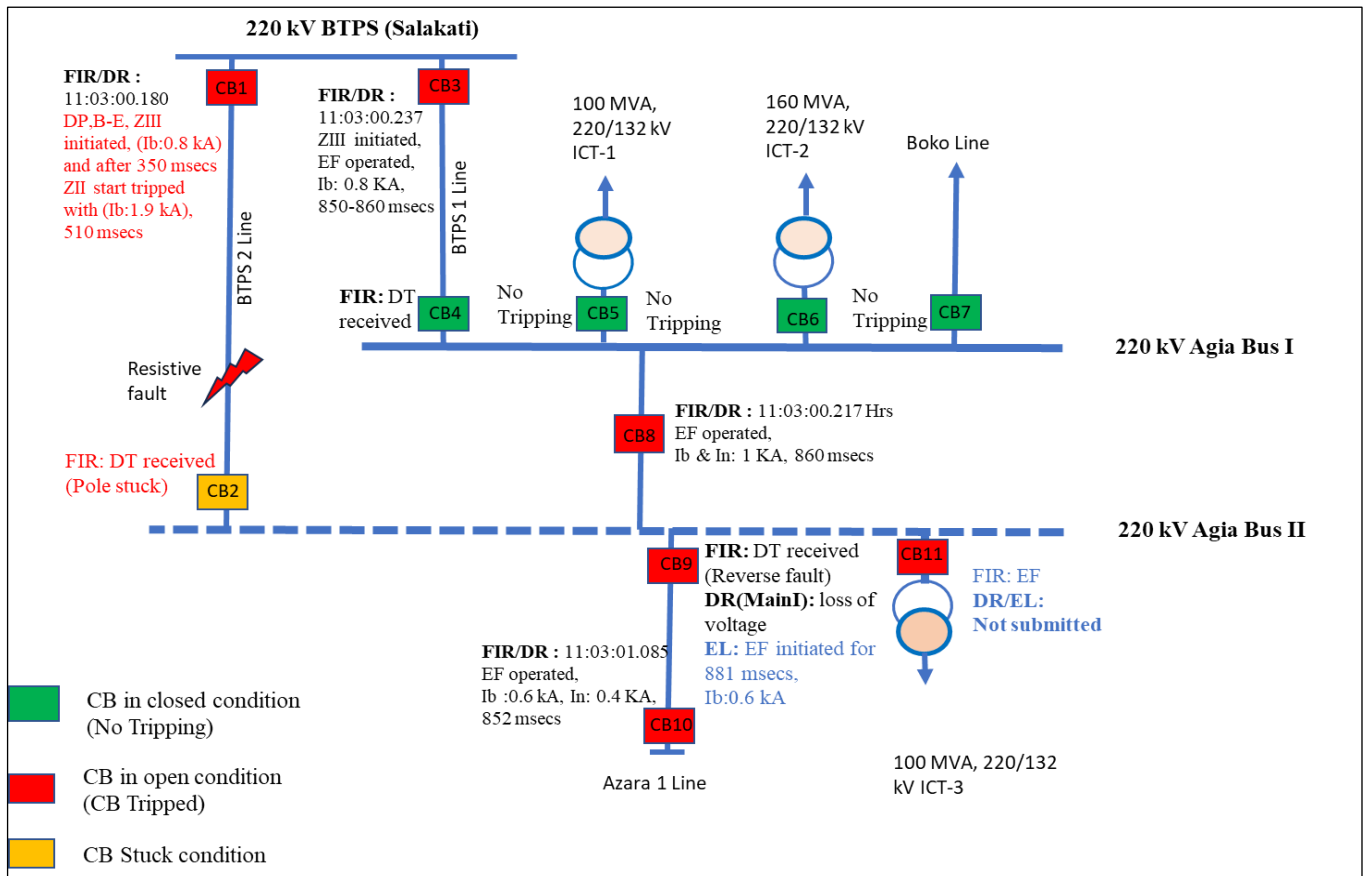 220 kV BTPS (Salakati)
FIR/DR :
11:03:00.180
DP,B-E, ZIII
initiated, (Ib:0.8 kA)
and after 350 msecs
ZII start tripped
with (Ib:1.9 kA),
510 msecs
CB1
BTPS 2 Line
FIR/DR :
11:03:00.237
ZIII initiated,
EF operated,
Ib: 0.8 KA,
850-860 msecs
CB3
BTPS 1 Line
100 MVA,
220/132 kV
ICT-1
160 MVA,
220/132 kV
ICT-2
Boko Line
FIR: DT
received
CB4
No
Tripping
CB5
No
Tripping
CB6
No
Tripping
CB7
220 kV Agia Bus I
Resistive
fault
FIR/DR : 11:03:00.217 Hrs
EF operated,
Ib & In: 1 KA, 860 msecs
CB8
FIR: DT received
(Pole stuck)
CB2
220 kV Agia Bus II
CB9
FIR: DT received
(Reverse fault)
DR(MainI): loss of
voltage
EL: EF initiated for
881 msecs,
Ib:0.6 kA
CB11
FIR: EF
DR/EL:
Not submitted
FIR/DR : 11:03:01.085
EF operated,
Ib :0.6 kA, In: 0.4 KA,
852 msecs
CB10
Azara 1 Line
100 MVA, 220/132
kV ICT-3
CB in closed condition
(No Tripping)
CB in open condition
(CB Tripped)
CB Stuck condition